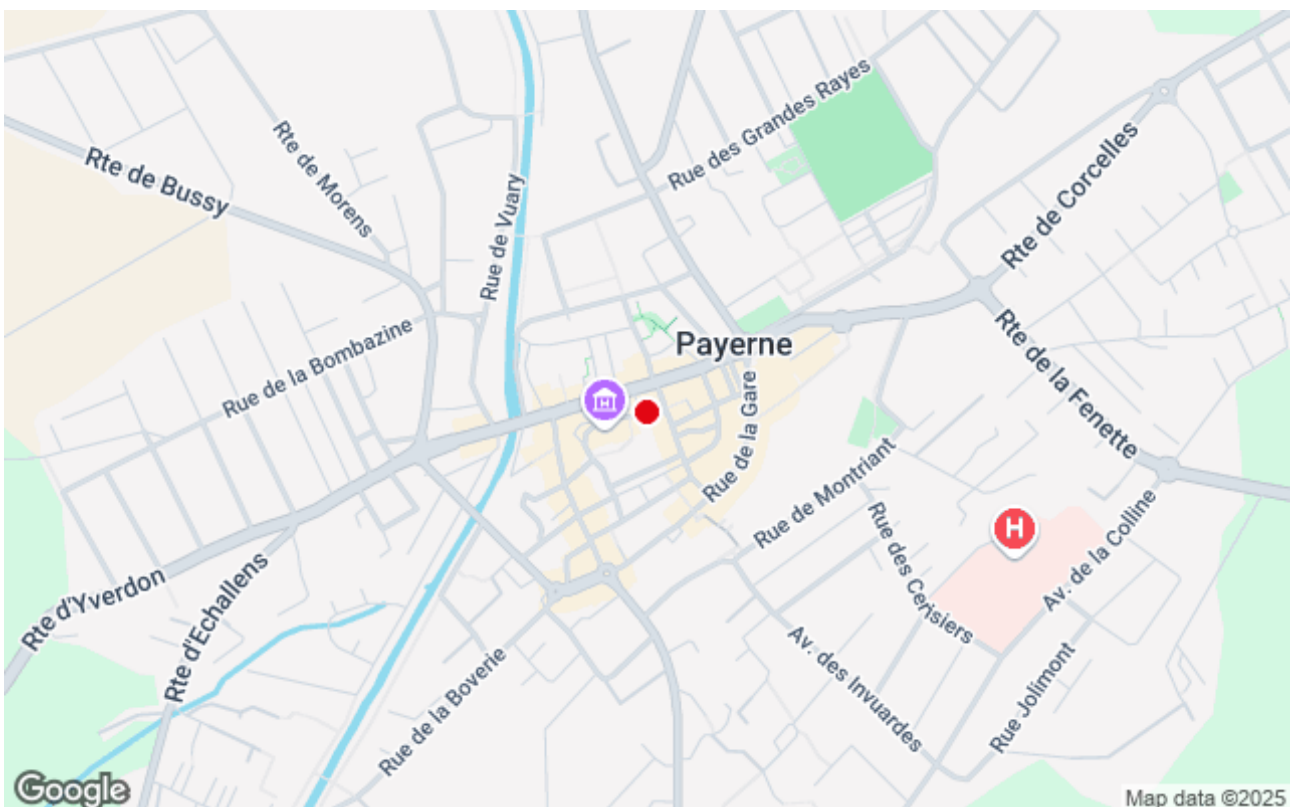 Rue des Grandes Rayes
Rte de Morens
Rte de Bussy
Rue de Vuary
Rte de Corcelles
Payerne
Rue de la Bombazine
Rte de la Fenette
Rue de la Gare
Rue de Montriant
H
Rue des Cerisiers
Av. de la Colline
Rte d'Yverdon
Rte d'Echallens
Rue de la Boverie
Av. des Invuardes
Rue Jolimont
Google
Map data ©2025